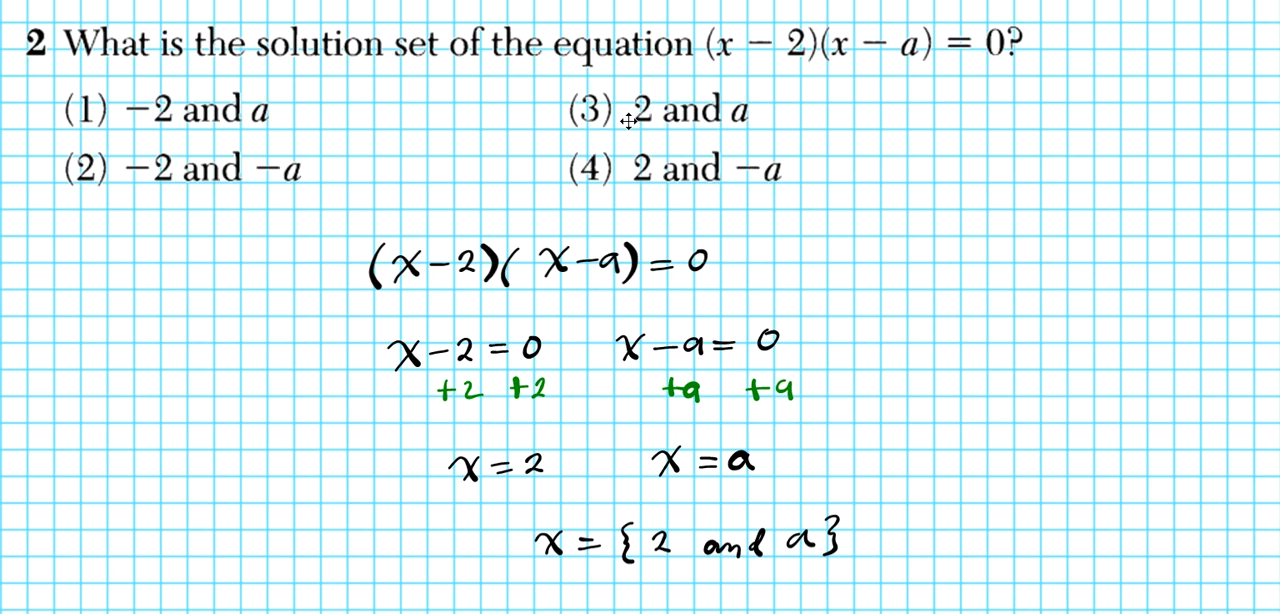 2 What is the solution set of the equation (x − 2)(x − a) = 0?
(1) −2 and a (3) 2 and a
(2) −2 and −a (4) 2 and −a
(x−2)(x−a)=0
x−2=0 x−a=0
+2 +2 +a +a
x=2 x=a
x={2 and a}